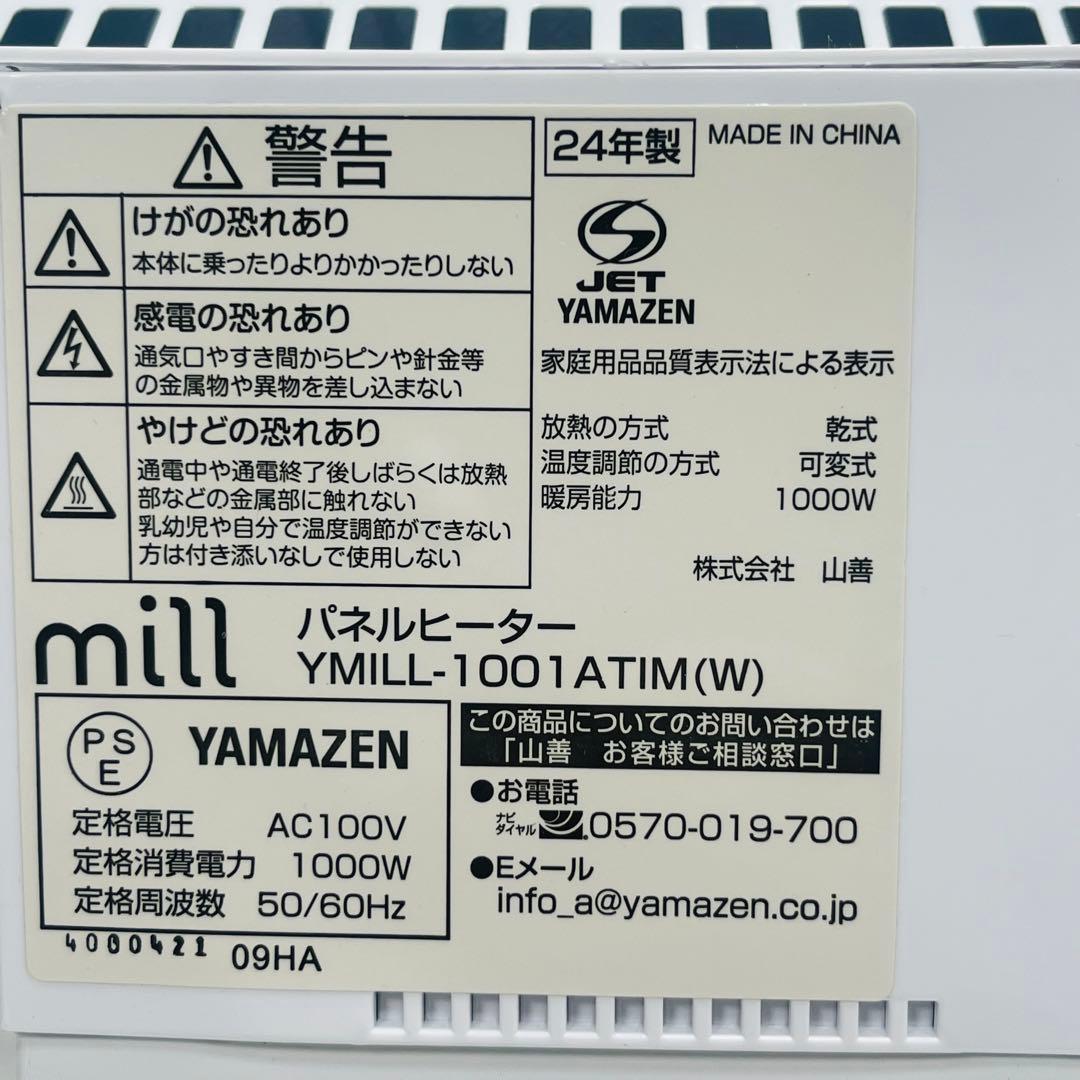 警告
けがの恐れあり
本体に乗ったりよりかかったりしない
感電の恐れあり
通気口やすき間からピンや針金等
の金属物や異物を差し込まない
やけどの恐れあり
通電中や通電終了後しばらくは放熱
部などの金属部に触れない
乳幼児や自分で温度調節ができない
方は付き添いなしで使用しない
24年製 MADE IN CHINA
JET
YAMAZEN
家庭用品品質表示法による表示
放熱の方式 乾式
温度調節の方式 可変式
暖房能力 1000W
株式会社 山善
mill
パネルヒーター
YMILL-1001ATIM(W)
PSE YAMAZEN
定格電圧 AC100V
定格消費電力 1000W
定格周波数 50/60Hz
4000421 09HA
この商品についてのお問い合わせは
「山善 お客様ご相談窓口」
●お電話
ナビダイヤル 0570-019-700
●Eメール
info_a@yamazen.co.jp